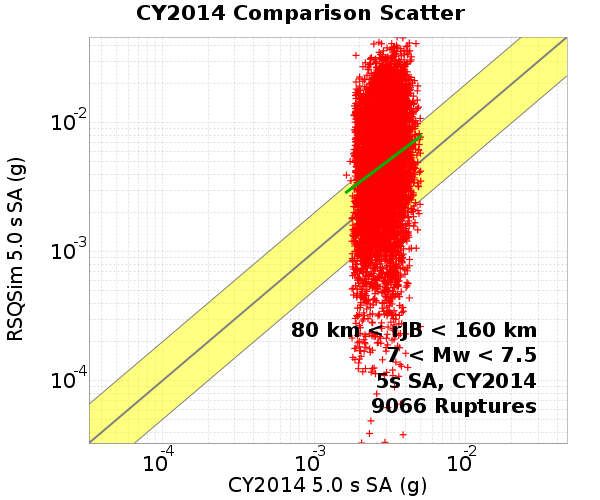 CY2014 Comparison Scatter
RSQSim 5.0 s SA (g)
10-2
10-3
10-4
80 km < rJB < 160 km
7 < Mw < 7.5
5s SA, CY2014
9066 Ruptures
10-4 10-3 10-2
CY2014 5.0 s SA (g)